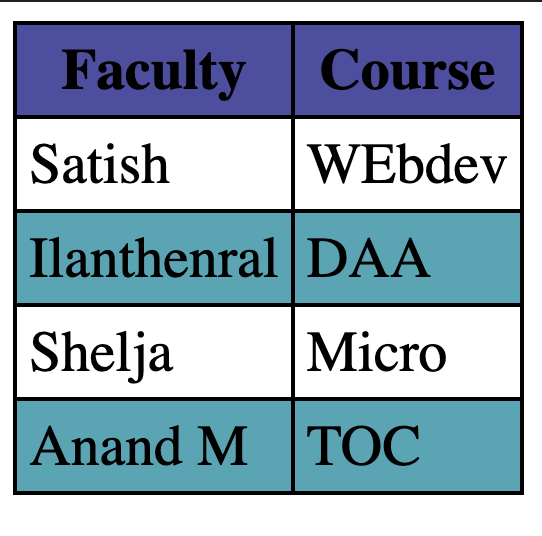 Faculty Course
Satish WEbdev
Ilanthenral DAA
Shelja Micro
Anand M TOC